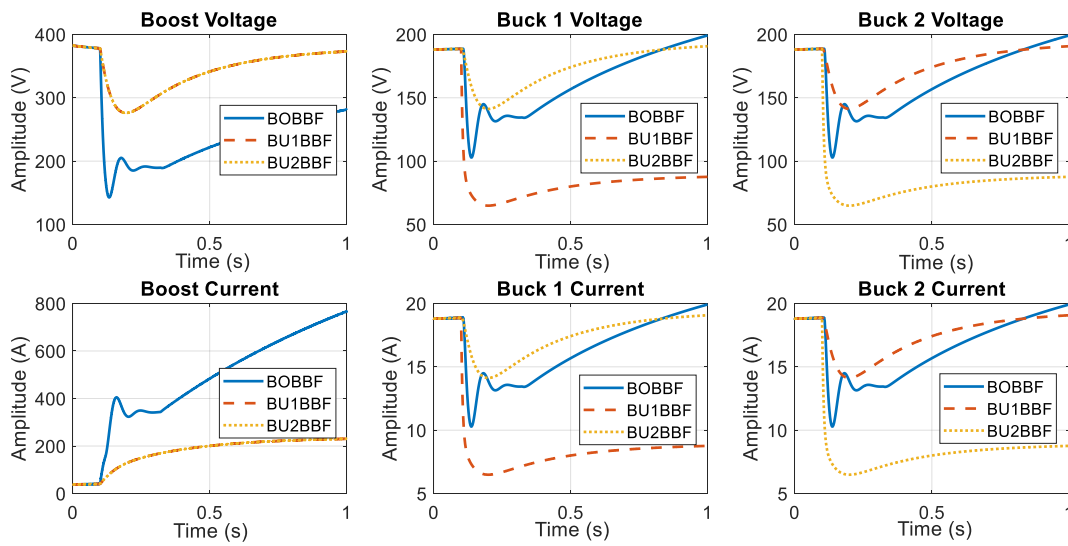 Boost Voltage
Amplitude (V)
400
300
200
100
0
0.5
1
Time (s)
BOBBF
BU1BBF
BU2BBF
Buck 1 Voltage
Amplitude (V)
200
150
100
50
0
0.5
1
Time (s)
BOBBF
BU1BBF
BU2BBF
Buck 2 Voltage
Amplitude (V)
200
150
100
50
0
0.5
1
Time (s)
BOBBF
BU1BBF
BU2BBF
Boost Current
Amplitude (A)
800
600
400
200
0
0
0.5
1
Time (s)
BOBBF
BU1BBF
BU2BBF
Buck 1 Current
Amplitude (A)
20
15
10
5
0
0.5
1
Time (s)
BOBBF
BU1BBF
BU2BBF
Buck 2 Current
Amplitude (A)
20
15
10
5
0
0.5
1
Time (s)
BOBBF
BU1BBF
BU2BBF